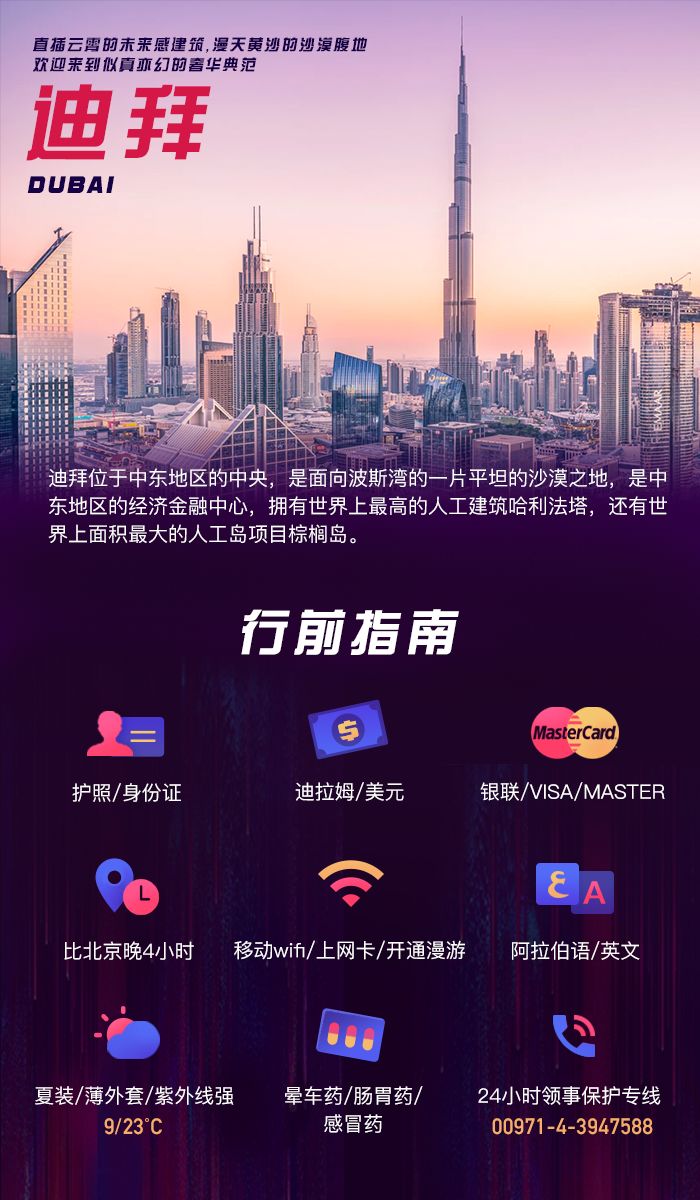 直插云霄的未来感建筑,漫天黄沙的沙漠腹地
欢迎来到似真亦幻的奢华典范
迪拜
DUBAI
EMAAR
迪拜位于中东地区的中央，是面向波斯湾的一片平坦的沙漠之地，是中
东地区的经济金融中心，拥有世界上最高的人工建筑哈利法塔，还有世
界上面积最大的人工岛项目棕榈岛。
行前指南
$
MasterCard
护照/身份证
迪拉姆/美元
银联/VISA/MASTER
ع A
比北京晚4小时
移动wifi/上网卡/开通漫游
阿拉伯语/英文
夏装/薄外套/紫外线强
9/23°C
晕车药/肠胃药/
感冒药
24小时领事保护专线
00971-4-3947588